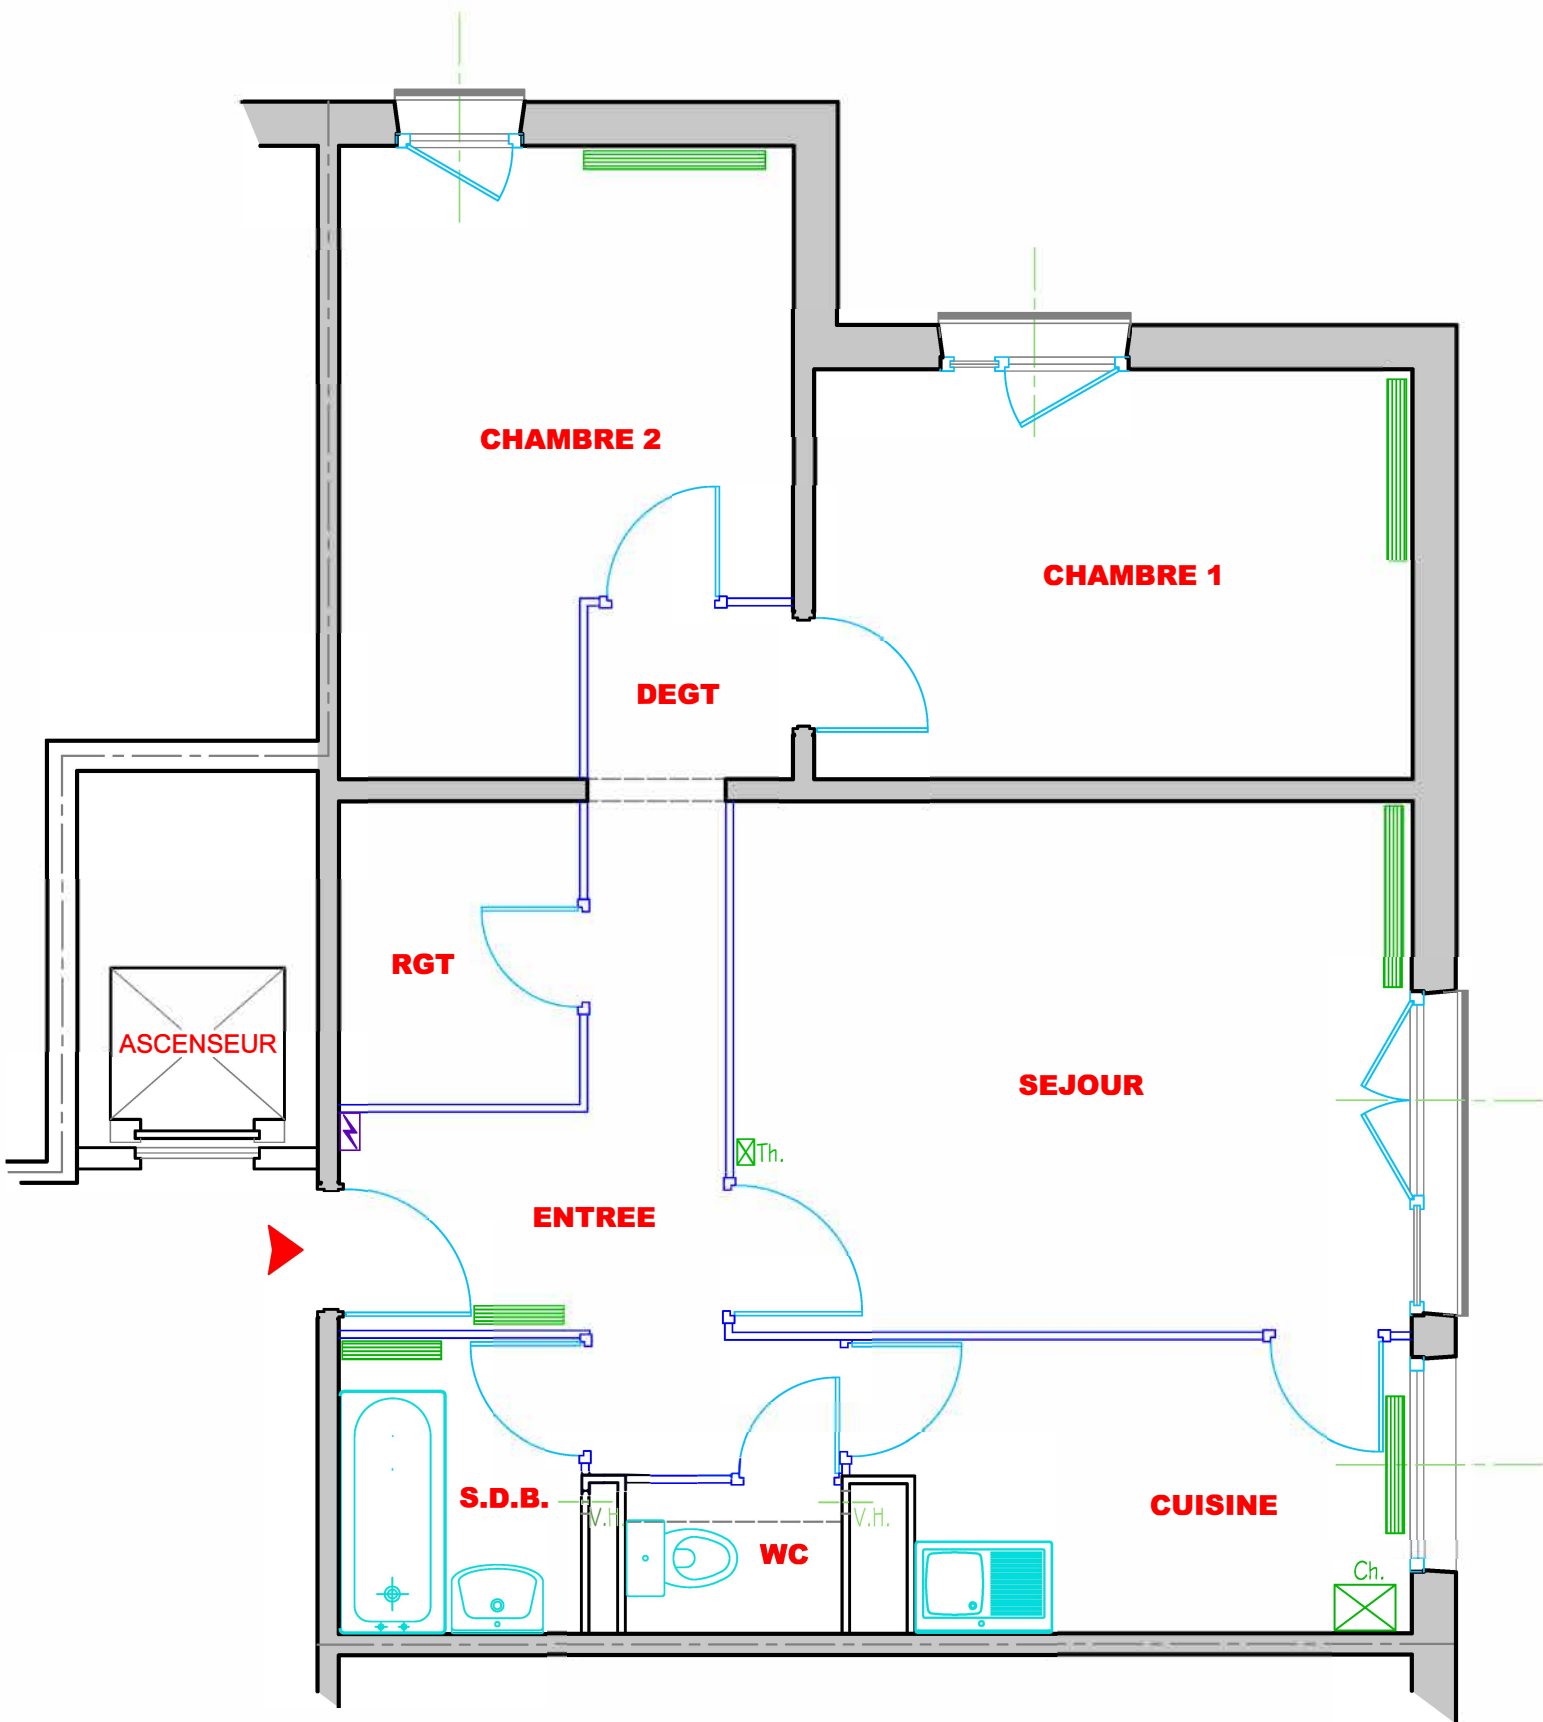 CHAMBRE 2
CHAMBRE 1
DEGT
RGT
ASCENSEUR
SEJOUR
Th.
ENTREE
S.D.B.
V.H.
V.H.
CUISINE
WC
Ch.